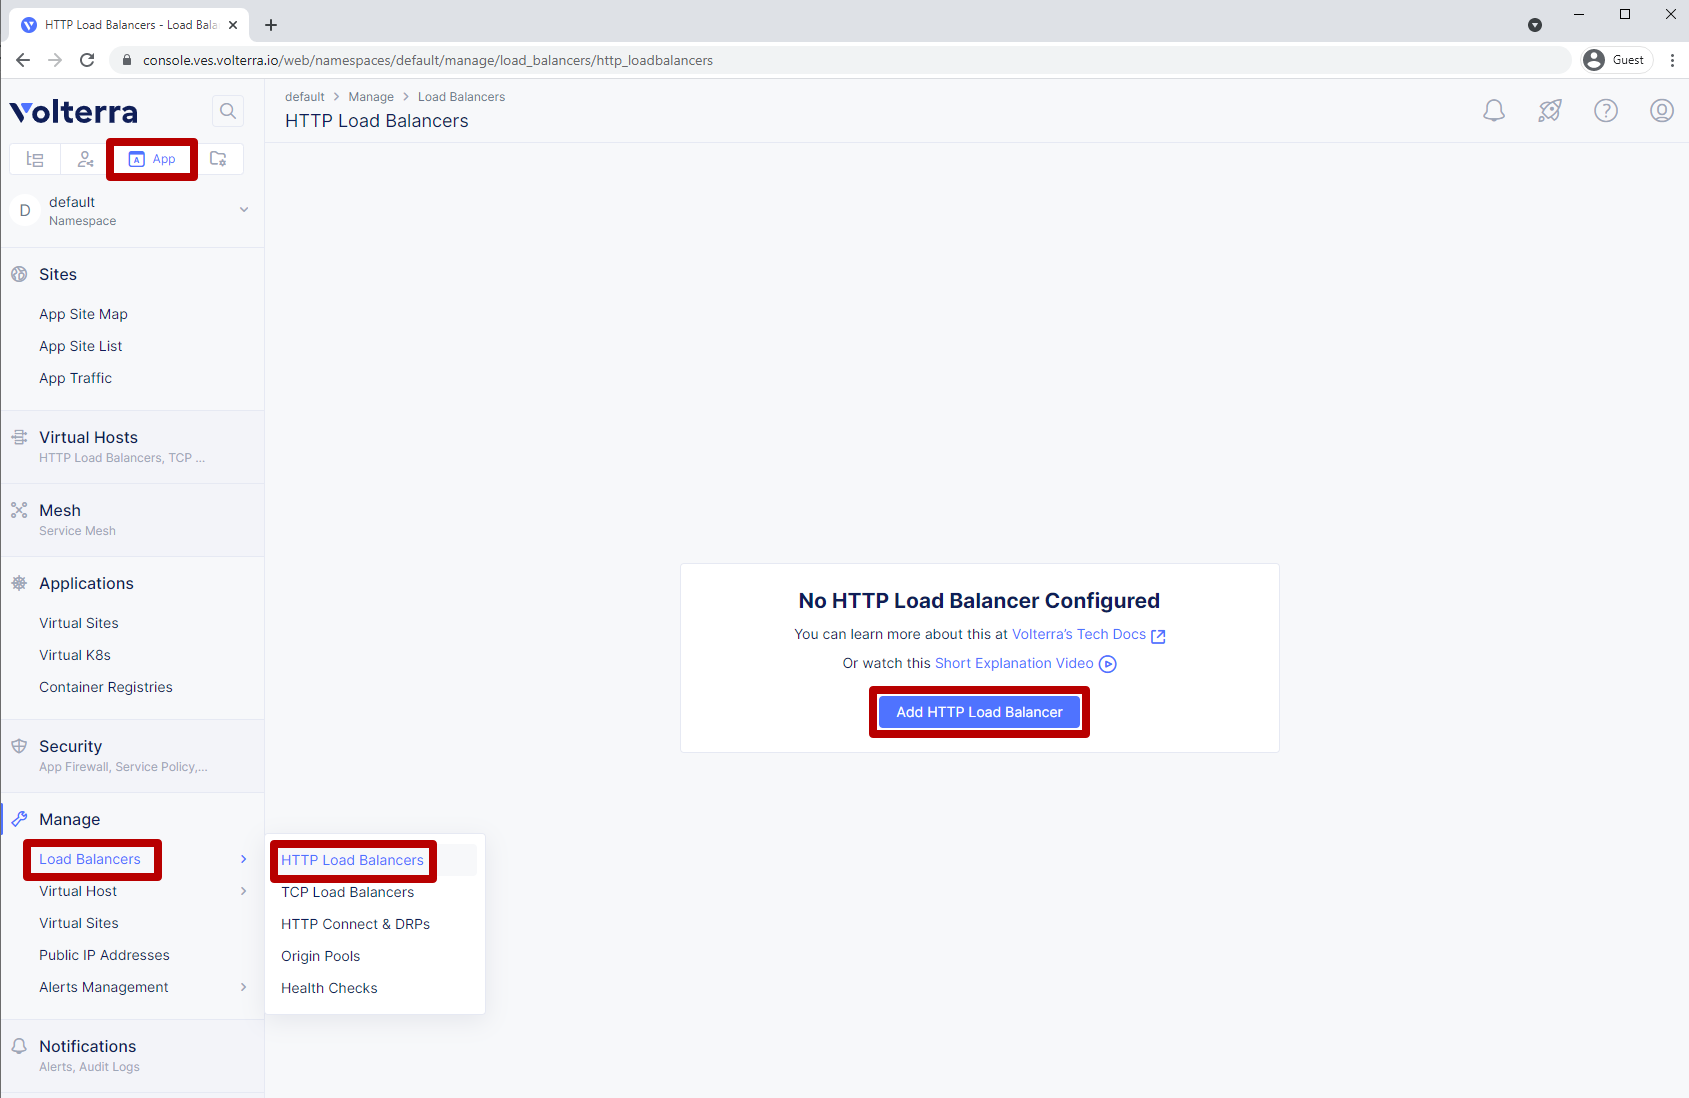 HTTP Load Balancers - Load Bala
console.ves.volterra.io/web/namespaces/default/manage/load_balancers/http_loadbalancers
Guest
Volterra
default > Manage > Load Balancers
HTTP Load Balancers
A App
D default
Namespace
Sites
App Site Map
App Site List
App Traffic
Virtual Hosts
HTTP Load Balancers, TCP ...
Mesh
Service Mesh
Applications
Virtual Sites
Virtual K8s
Container Registries
Security
App Firewall, Service Policy,...
Manage
Load Balancers
Virtual Host
Virtual Sites
Public IP Addresses
Alerts Management
Notifications
Alerts, Audit Logs
HTTP Load Balancers
TCP Load Balancers
HTTP Connect & DRPs
Origin Pools
Health Checks
No HTTP Load Balancer Configured
You can learn more about this at Volterra's Tech Docs
Or watch this Short Explanation Video
Add HTTP Load Balancer